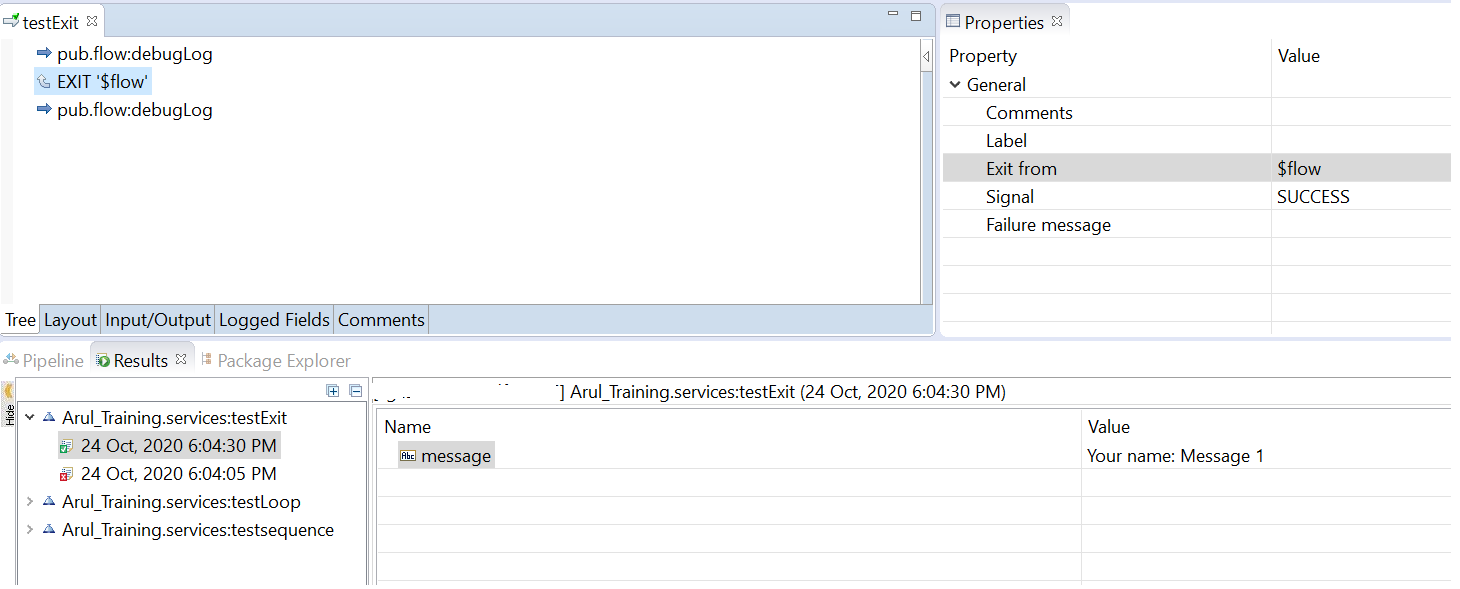 testExit
pub.flow:debugLog
EXIT '$flow'
pub.flow:debugLog
Tree Layout Input/Output Logged Fields Comments
Properties
Property Value
General
Comments
Label
Exit from $flow
Signal SUCCESS
Failure message
Pipeline Results Package Explorer
Hide
Arul_Training.services:testExit
24 Oct, 2020 6:04:30 PM
24 Oct, 2020 6:04:05 PM
Arul_Training.services:testLoop
Arul_Training.services:testsequence
] Arul_Training.services:testExit (24 Oct, 2020 6:04:30 PM)
Name Value
Abc message Your name: Message 1